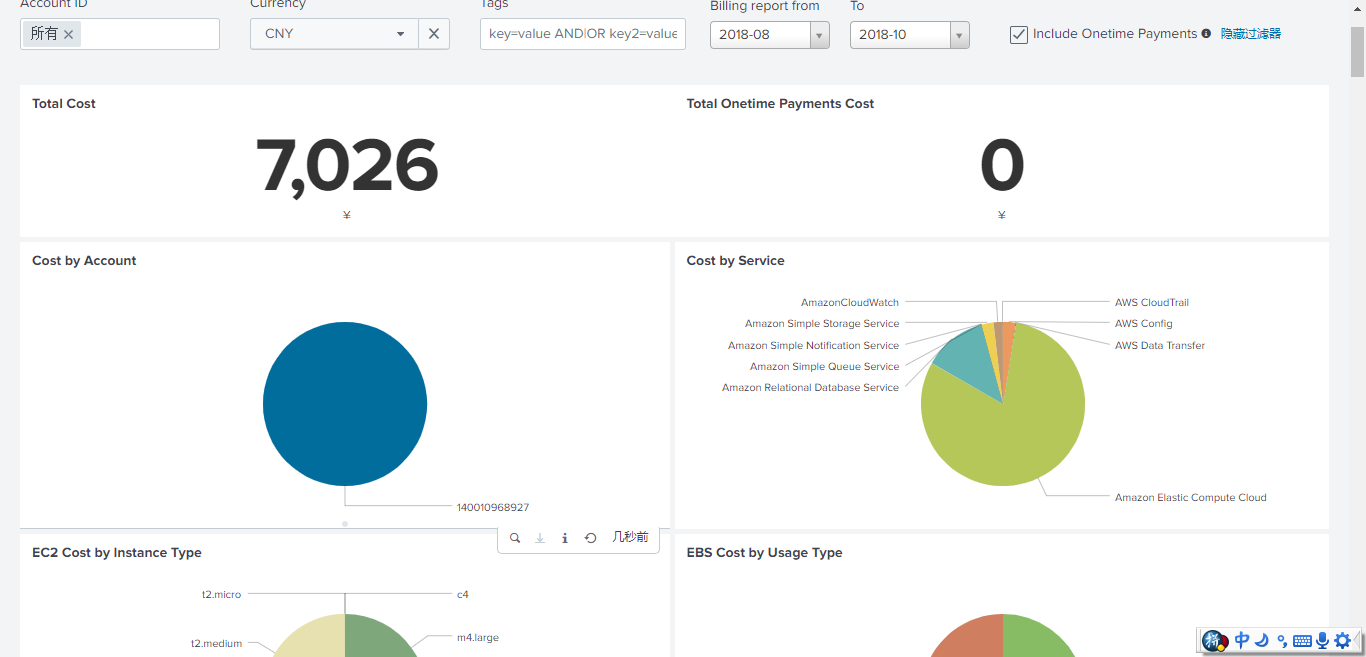 Account ID
Currency
Tags
Billing report from
To
所有
CNY
key=value AND|OR key2=value
2018-08
2018-10
Include Onetime Payments
隐藏过滤器
Total Cost
7,026
¥
Total Onetime Payments Cost
0
¥
Cost by Account
140010968927
Cost by Service
AmazonCloudWatch
Amazon Simple Storage Service
Amazon Simple Notification Service
Amazon Simple Queue Service
Amazon Relational Database Service
AWS CloudTrail
AWS Config
AWS Data Transfer
Amazon Elastic Compute Cloud
几秒前
EC2 Cost by Instance Type
t2.micro
c4
t2.medium
m4.large
EBS Cost by Usage Type
拼
中